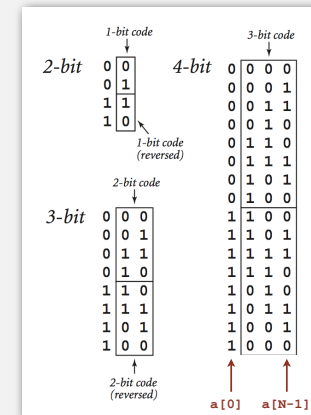 1-bit code
2-bit
0 0
0 1
1 1
1 0
1-bit code
(reversed)
2-bit code
3-bit
0 0 0
0 0 1
0 1 1
0 1 0
1 1 0
1 1 1
1 0 1
1 0 0
2-bit code
(reversed)
3-bit code
4-bit
0 0 0 0
0 0 0 1
0 0 1 1
0 0 1 0
0 1 1 0
0 1 1 1
0 1 0 1
0 1 0 0
1 1 0 0
1 1 0 1
1 1 1 1
1 1 1 0
1 0 1 0
1 0 1 1
1 0 0 1
1 0 0 0
a[0] a[N-1]